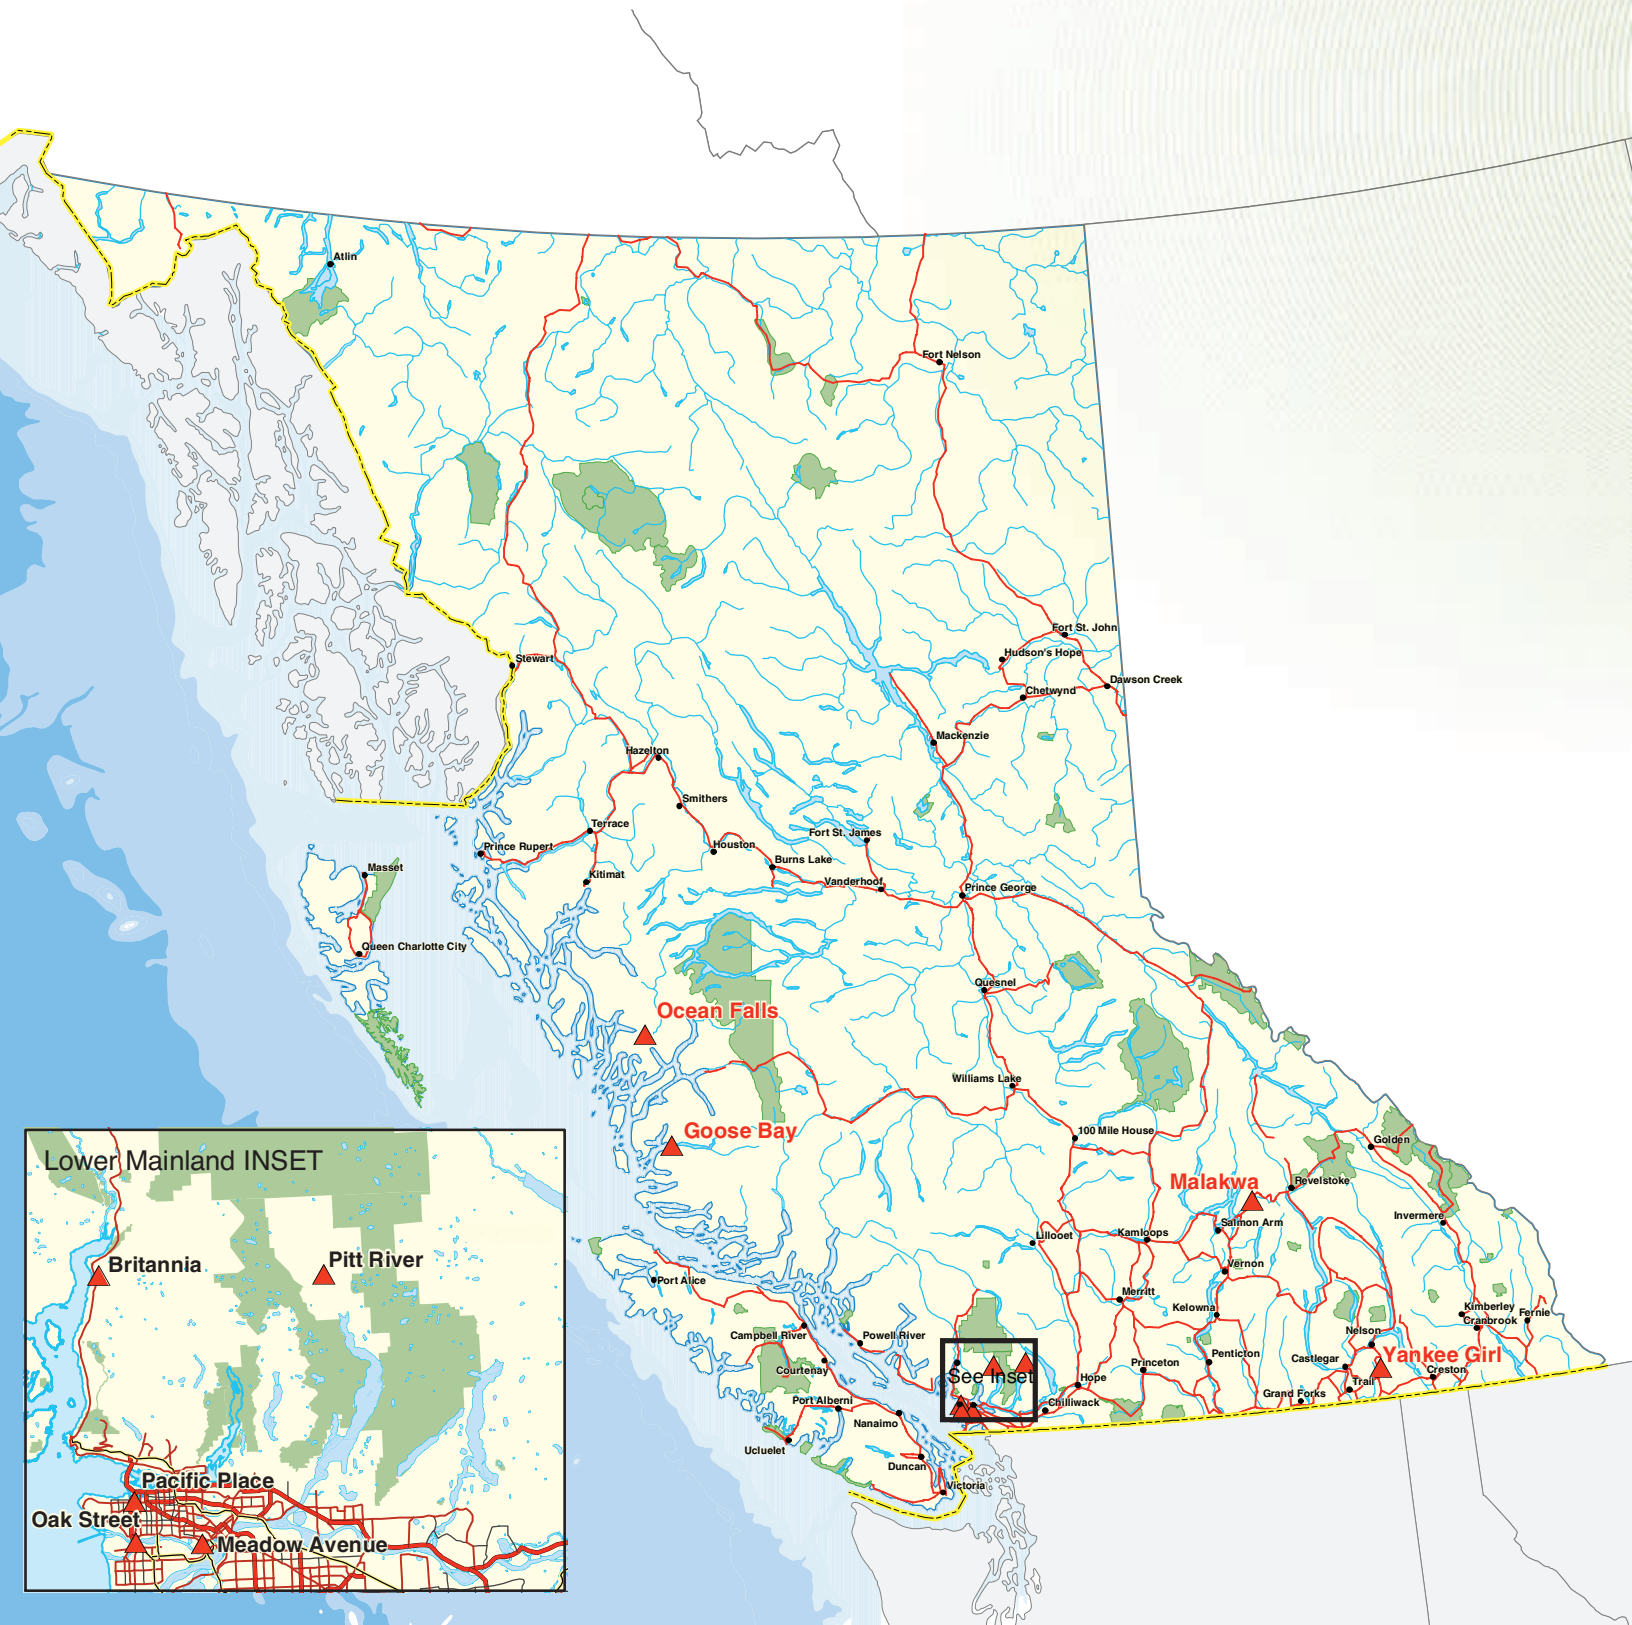 Atlin
Fort Nelson
Fort St. John
Hudson's Hope
Stewart
Dawson Creek
Chetwynd
Mackenzie
Hazelton
Smithers
Terrace
Fort St. James
Prince Rupert
Houston
Burns Lake
Masset
Kitimat
Vanderhoof
Prince George
Queen Charlotte City
Quesnel
Ocean Falls
Williams Lake
Goose Bay
100 Mile House
Golden
Lower Mainland INSET
Malakwa
Revelstoke
Invermere
Salmon Arm
Lillooet
Kamloops
Britannia
Pitt River
Vernon
Port Alice
Merritt
Kelowna
Kimberley
Fernie
Cranbrook
Campbell River
Powell River
Nelson
Penticton
Yankee Girl
Castlegar
Princeton
Courtenay
Creston
See Inset
Hope
Trail
Grand Forks
Port Alberni
Chilliwack
Nanaimo
Ucluelet
Duncan
Pacific Place
Victoria
Oak Street
Meadow Avenue